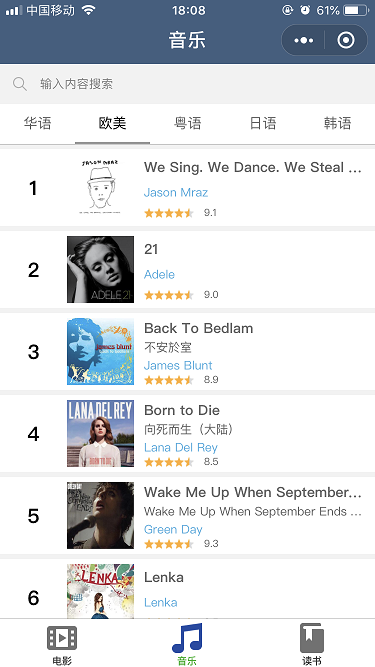 中国移动
18:08
61%
音乐
输入内容搜索
华语
欧美
粤语
日语
韩语
1
JASON MRAZ
We Sing. We Dance. We Steal ...
Jason Mraz
9.1
2
ADELE 21
21
Adele
9.0
3
james blunt
Back To Bedlam
不安於室
James Blunt
8.9
4
LANA DEL REY
BORN TO DIE
Born to Die
向死而生（大陆）
Lana Del Rey
8.5
5
GREEN DAY
Wake Me Up When September...
Wake Me Up When September Ends ...
Green Day
9.3
6
LENKA
Lenka
Lenka
电影
音乐
读书